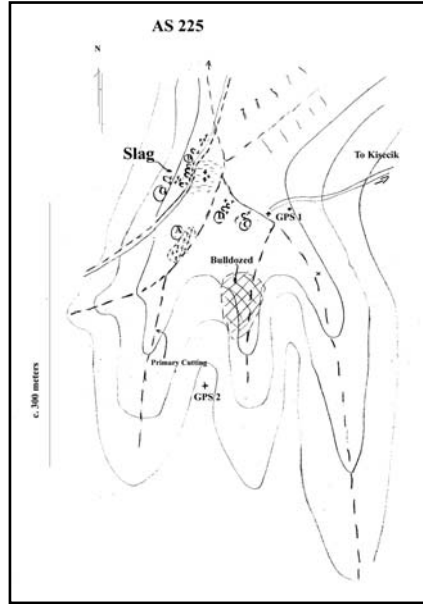 AS 225
N
Slag
To Kisecik
GPS 1
Bulldozed
Primary Cutting
GPS 2
c. 300 meters